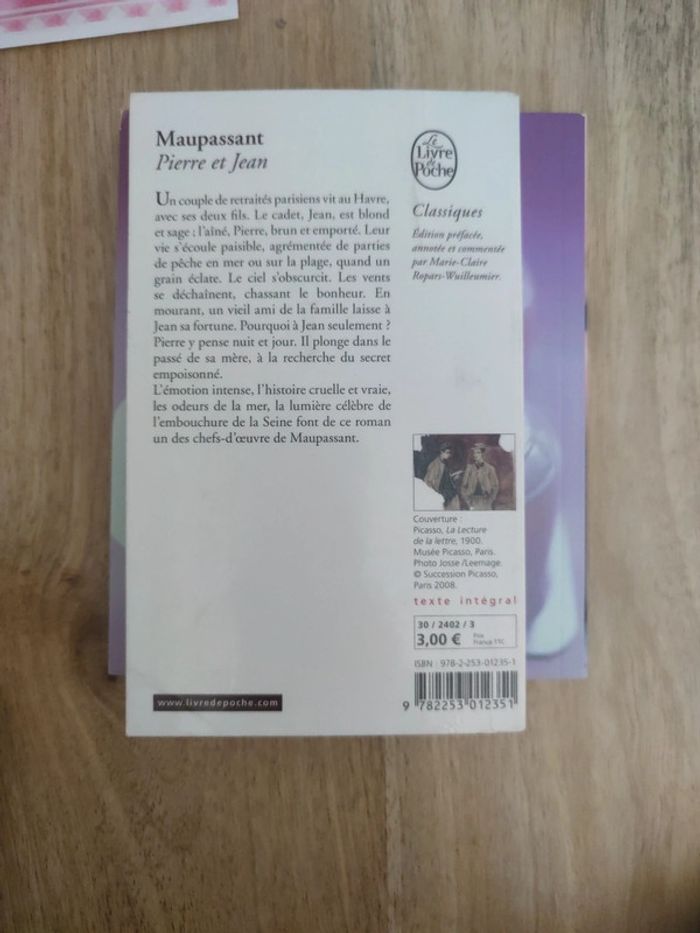 Maupassant
Pierre et Jean
Un couple de retraités parisiens vit au Havre,
avec ses deux fils. Le cadet, Jean, est blond
et sage ; l'aîné, Pierre, brun et emporté. Leur
vie s'écoule paisible, agrémentée de parties
de pêche en mer ou sur la plage, quand un
grain éclate. Le ciel s'obscurcit. Les vents
se déchaînent, chassant le bonheur. En
mourant, un vieil ami de la famille laisse à
Jean sa fortune. Pourquoi à Jean seulement ?
Pierre y pense nuit et jour. Il plonge dans le
passé de sa mère, à la recherche du secret
empoisonné.
L'émotion intense, l'histoire cruelle et vraie,
les odeurs de la mer, la lumière célèbre de
l'embouchure de la Seine font de ce roman
un des chefs-d'œuvre de Maupassant.
www.livredepoche.com
Le
Livre
de
Poche
Classiques
Édition préfacée,
annotée et commentée
par Marie-Claire
Ropars-Wuilleumier.
Couverture :
Picasso, La Lecture
de la lettre, 1900.
Musée Picasso, Paris.
Photo Josse /Leemage.
© Succession Picasso,
Paris 2008.
texte intégral
30 / 2402 / 3
3,00 € Prix
France TTC
ISBN : 978-2-253-01235-1
9 782253 012351